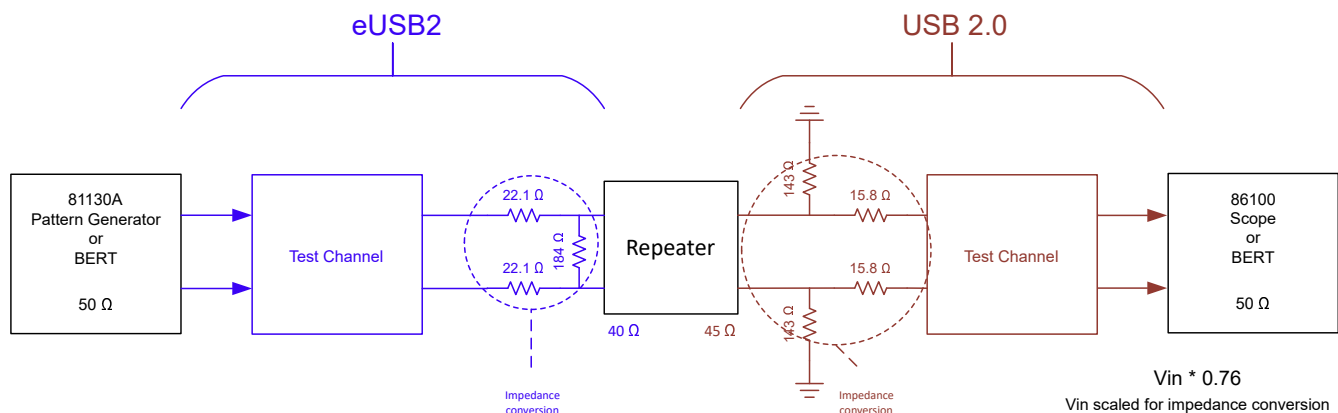 eUSB2
USB 2.0
81130A
Pattern Generator
or
BERT
50 Ω
Test Channel
22.1 Ω
184 Ω
22.1 Ω
Impedance
conversion
Repeater
40 Ω
45 Ω
143 Ω
15.8 Ω
15.8 Ω
143 Ω
Impedance
conversion
Test Channel
86100
Scope
or
BERT
50 Ω
Vin * 0.76
Vin scaled for impedance conversion